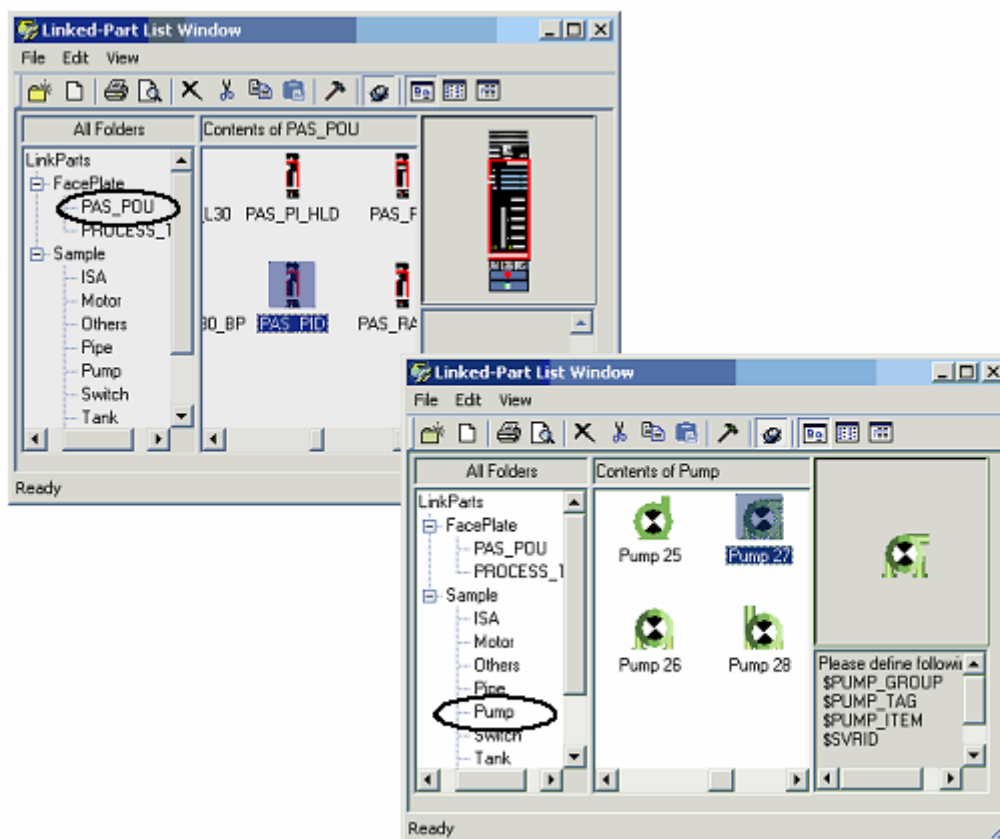 Linked-Part List Window
File Edit View
All Folders
Contents of PAS_POU
LinkParts
FacePlate
PAS_POU
PROCESS_1
Sample
ISA
Motor
Others
Pipe
Pump
Switch
Tank
_L30 PAS_PI_HLD PAS_F
30_BP PAS_PID PAS_RA
Ready
Linked-Part List Window
File Edit View
All Folders
Contents of Pump
LinkParts
FacePlate
PAS_POU
PROCESS_1
Sample
ISA
Motor
Others
Pipe
Pump
Switch
Tank
Pump 25 Pump 27
Pump 26 Pump 28
Please define followi
$PUMP_GROUP
$PUMP_TAG
$PUMP_ITEM
$SVRID
Ready